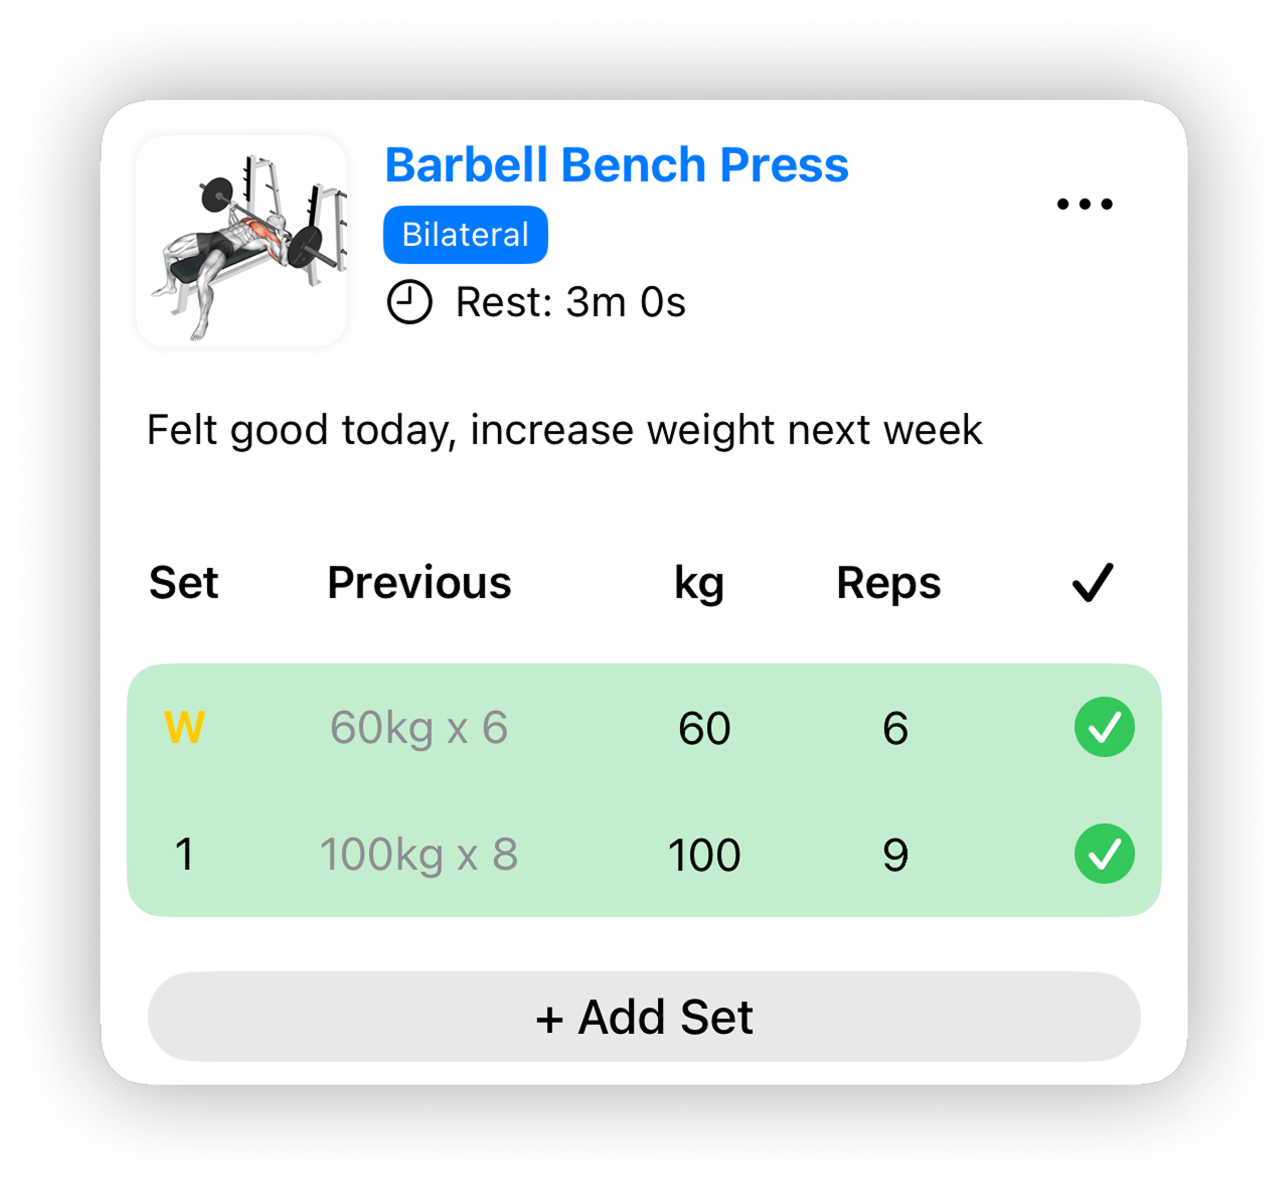 Barbell Bench Press
Bilateral
Rest: 3m 0s
Felt good today, increase weight next week
Set Previous kg Reps ✓
W 60kg x 6 60 6
1 100kg x 8 100 9
+ Add Set